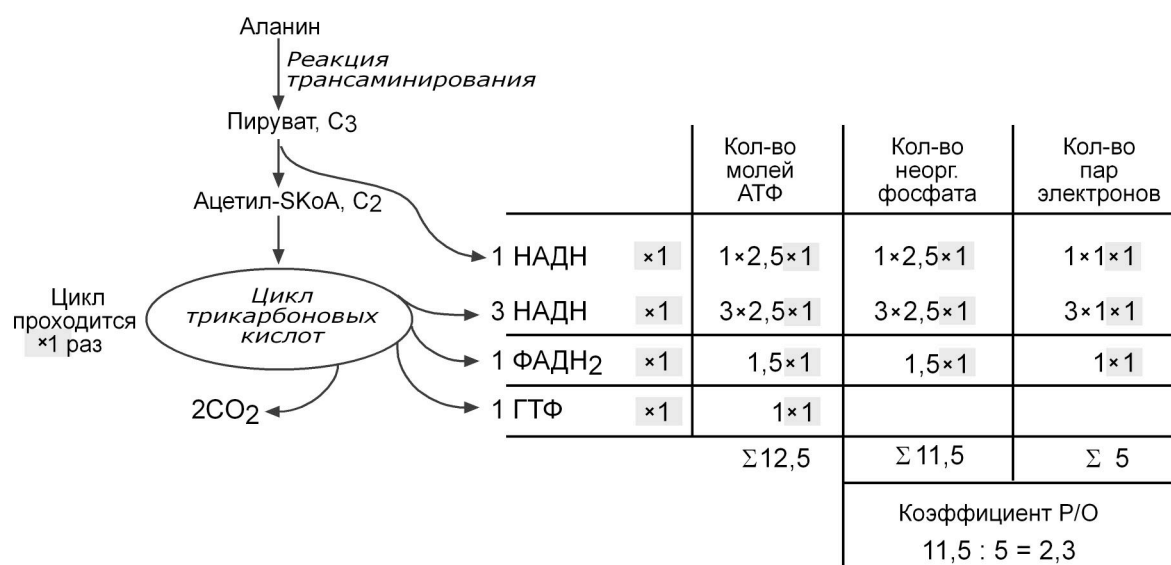 Аланин
Реакция
трансаминирования
Пируват, С3
Ацетил-SKoA, С2
Цикл
проходится
×1 раз
Цикл
трикарбоновых
кислот
2CO2
Кол-во
молей
АТФ
Кол-во
неорг.
фосфата
Кол-во
пар
электронов
1 НАДН ×1 1×2,5×1 1×2,5×1 1×1×1
3 НАДН ×1 3×2,5×1 3×2,5×1 3×1×1
1 ФАДН2 ×1 1,5×1 1,5×1 1×1
1 ГТФ ×1 1×1
Σ12,5 Σ11,5 Σ 5
Коэффициент Р/О
11,5 : 5 = 2,3